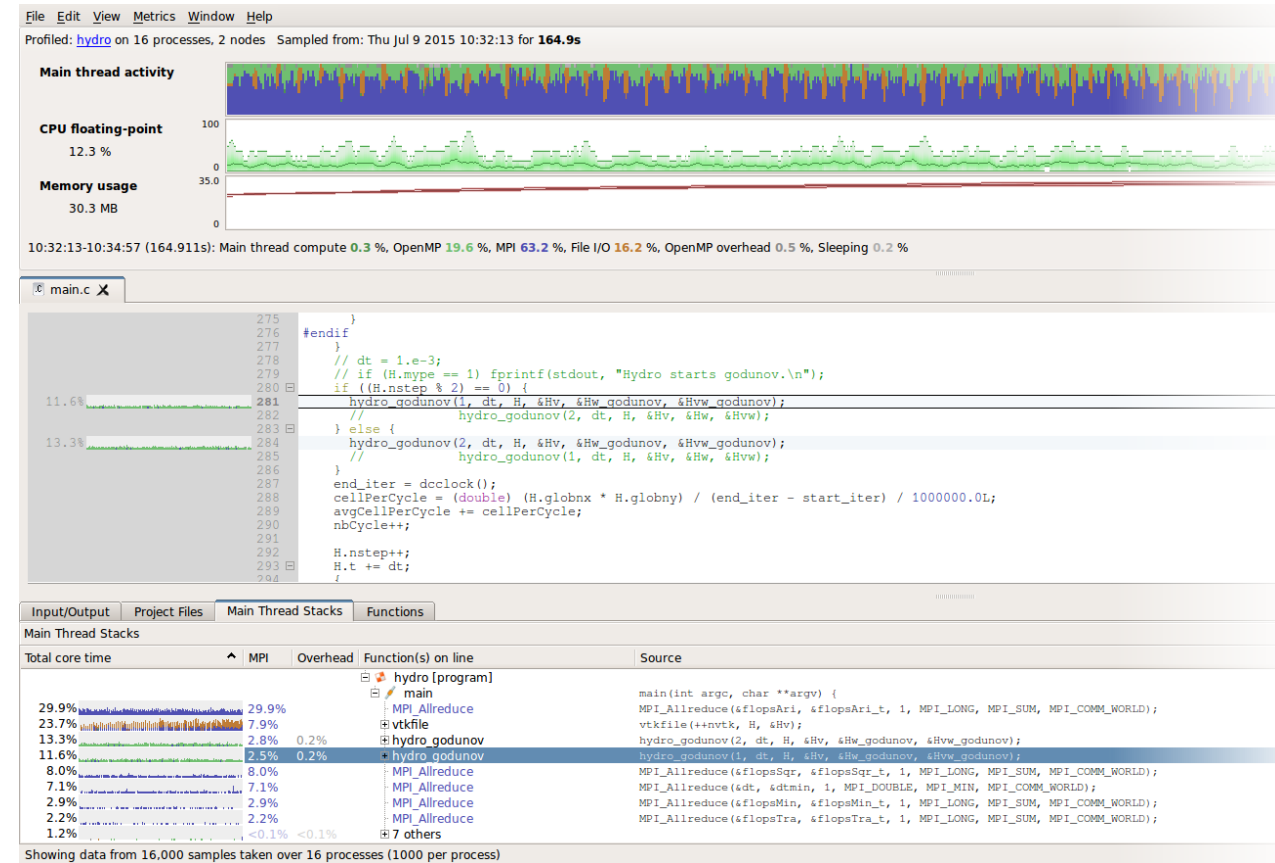 File Edit View Metrics Window Help
Profiled: hydro on 16 processes, 2 nodes Sampled from: Thu Jul 9 2015 10:32:13 for 164.9s
Main thread activity
CPU floating-point 100
12.3 %
0
Memory usage 35.0
30.3 MB
0
10:32:13-10:34:57 (164.911s): Main thread compute 0.3 %, OpenMP 19.6 %, MPI 63.2 %, File I/O 16.2 %, OpenMP overhead 0.5 %, Sleeping 0.2 %
.c main.c X
275 }
276 #endif
277 }
278 // dt = 1.e-3;
279 // if (H.mype == 1) fprintf(stdout, "Hydro starts godunov.\n");
280 if ((H.nstep % 2) == 0) {
11.6% 281 hydro_godunov(1, dt, H, &Hv, &Hw_godunov, &Hvw_godunov);
282 // hydro_godunov(2, dt, H, &Hv, &Hw, &Hvw);
283 } else {
13.3% 284 hydro_godunov(2, dt, H, &Hv, &Hw_godunov, &Hvw_godunov);
285 // hydro_godunov(1, dt, H, &Hv, &Hw, &Hvw);
286 }
287 end_iter = dcclock();
288 cellPerCycle = (double) (H.globnx * H.globny) / (end_iter - start_iter) / 1000000.0L;
289 avgCellPerCycle += cellPerCycle;
290 nbCycle++;
291
292 H.nstep++;
293 H.t += dt;
294 {
Input/Output Project Files Main Thread Stacks Functions
Main Thread Stacks
Total core time MPI Overhead Function(s) on line Source
hydro [program]
main main(int argc, char **argv) {
29.9% 29.9% MPI_Allreduce MPI_Allreduce(&flopsAri, &flopsAri_t, 1, MPI_LONG, MPI_SUM, MPI_COMM_WORLD);
23.7% 7.9% vtkfile vtkfile(++nvtk, H, &Hv);
13.3% 2.8% 0.2% hydro_godunov hydro_godunov(2, dt, H, &Hv, &Hw_godunov, &Hvw_godunov);
11.6% 2.5% 0.2% hydro_godunov hydro_godunov(1, dt, H, &Hv, &Hw_godunov, &Hvw_godunov);
8.0% 8.0% MPI_Allreduce MPI_Allreduce(&flopsSqr, &flopsSqr_t, 1, MPI_LONG, MPI_SUM, MPI_COMM_WORLD);
7.1% 7.1% MPI_Allreduce MPI_Allreduce(&dt, &dtmin, 1, MPI_DOUBLE, MPI_MIN, MPI_COMM_WORLD);
2.9% 2.9% MPI_Allreduce MPI_Allreduce(&flopsMin, &flopsMin_t, 1, MPI_LONG, MPI_SUM, MPI_COMM_WORLD);
2.2% 2.2% MPI_Allreduce MPI_Allreduce(&flopsTra, &flopsTra_t, 1, MPI_LONG, MPI_SUM, MPI_COMM_WORLD);
1.2% <0.1% <0.1% 7 others
Showing data from 16,000 samples taken over 16 processes (1000 per process)